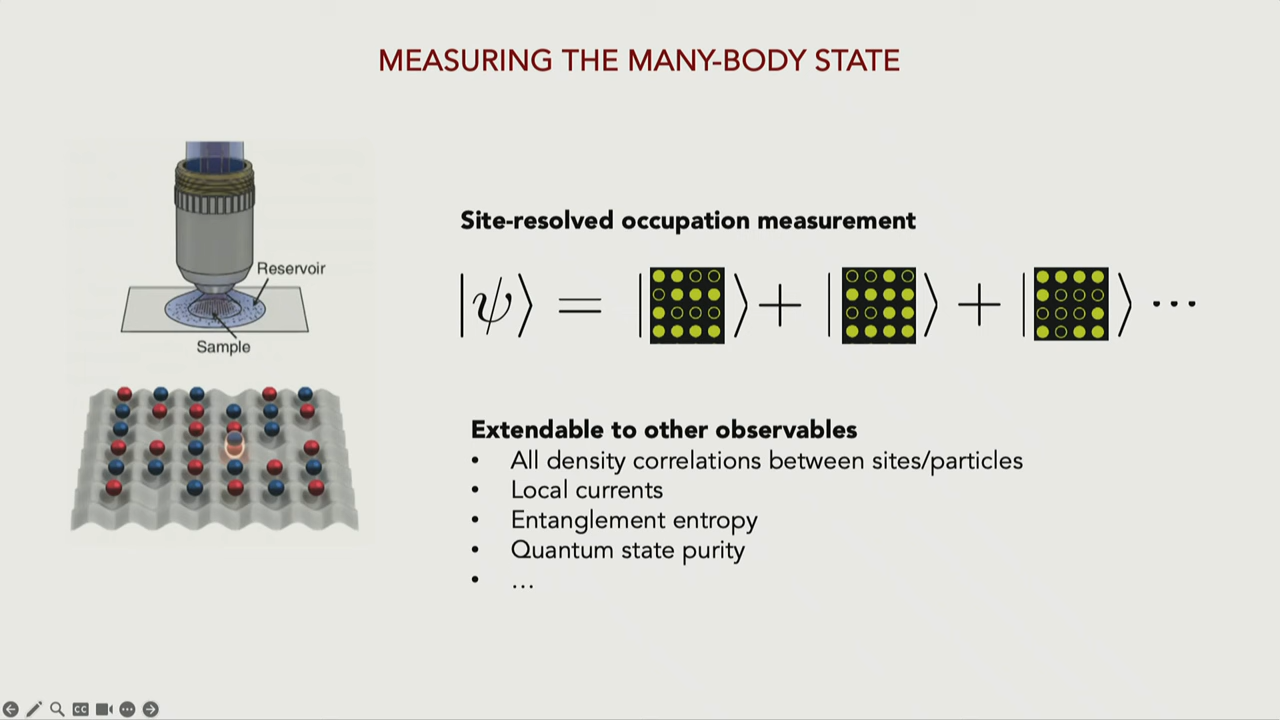 MEASURING THE MANY-BODY STATE
Reservoir
Sample
Site-resolved occupation measurement
|ψ⟩ = | ⟩ + | ⟩ + | ⟩ ...
Extendable to other observables
• All density correlations between sites/particles
• Local currents
• Entanglement entropy
• Quantum state purity
• ...
CC